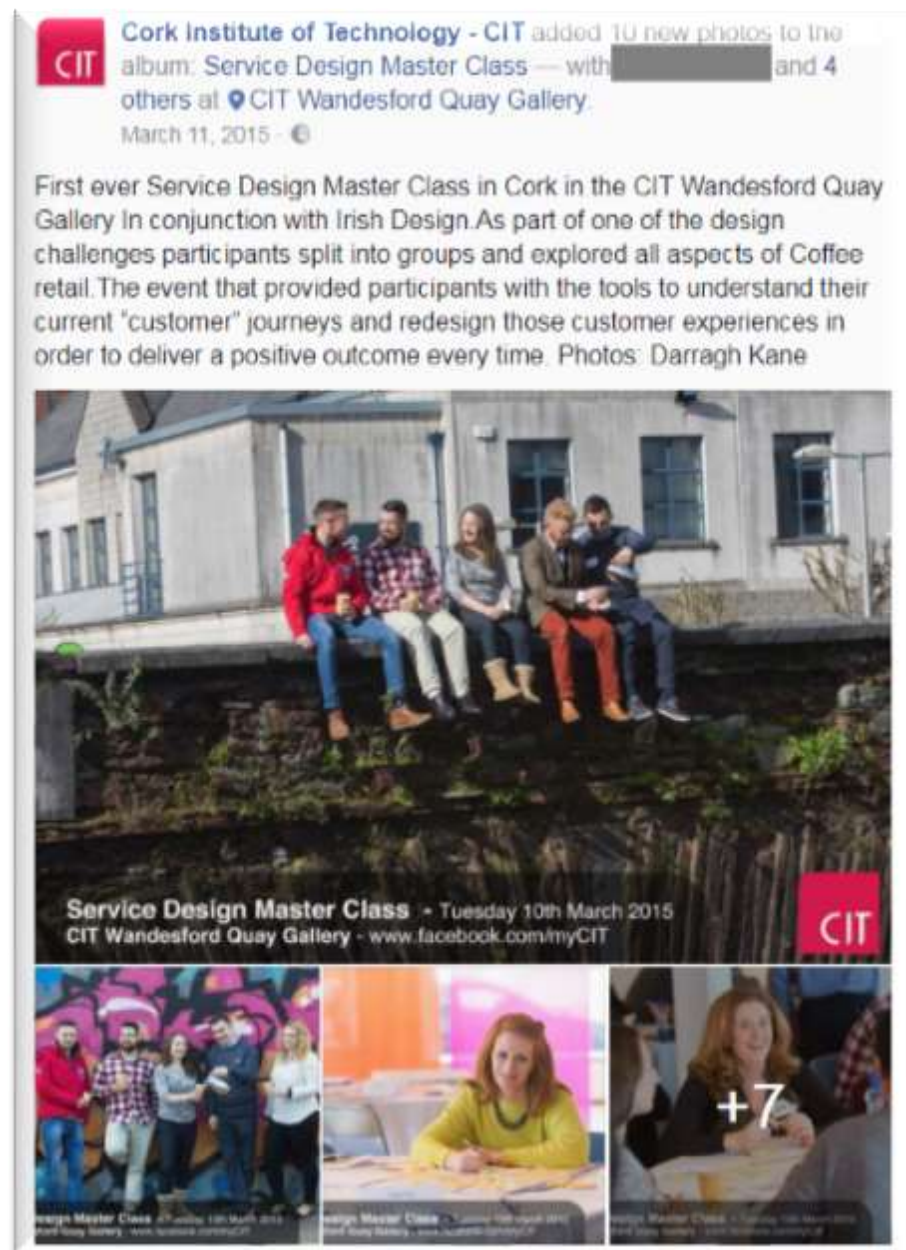 CIT
Cork Institute of Technology - CIT added 10 new photos to the
album: Service Design Master Class — with and 4
others at CIT Wandesford Quay Gallery.
March 11, 2015 ·
First ever Service Design Master Class in Cork in the CIT Wandesford Quay
Gallery In conjunction with Irish Design.As part of one of the design
challenges participants split into groups and explored all aspects of Coffee
retail.The event that provided participants with the tools to understand their
current "customer" journeys and redesign those customer experiences in
order to deliver a positive outcome every time. Photos: Darragh Kane
Service Design Master Class - Tuesday 10th March 2015
CIT Wandesford Quay Gallery - www.facebook.com/myCIT
CIT
+7